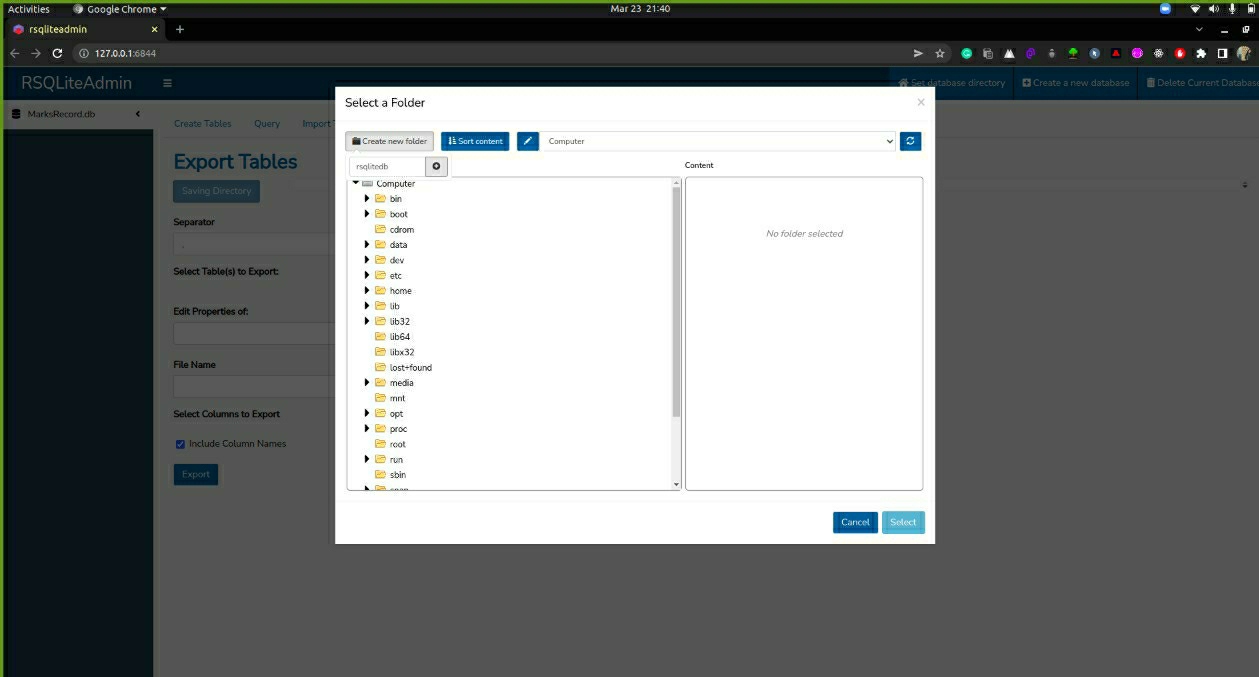 Activities Google Chrome Mar 23 21:40
rsqliteadmin
127.0.0.1:6844
RSQLiteAdmin Set database directory Create a new database Delete Current Database
MarksRecord.db
Create Tables Query Import T
Export Tables
Saving Directory
Separator
,
Select Table(s) to Export:
Edit Properties of:
File Name
Select Columns to Export
Include Column Names
Export
Select a Folder
Create new folder Sort content Computer
rsqlitedb
Content
Computer
bin
boot
cdrom
data
dev
etc
home
lib
lib32
lib64
libx32
lost+found
media
mnt
opt
proc
root
run
sbin
No folder selected
Cancel Select